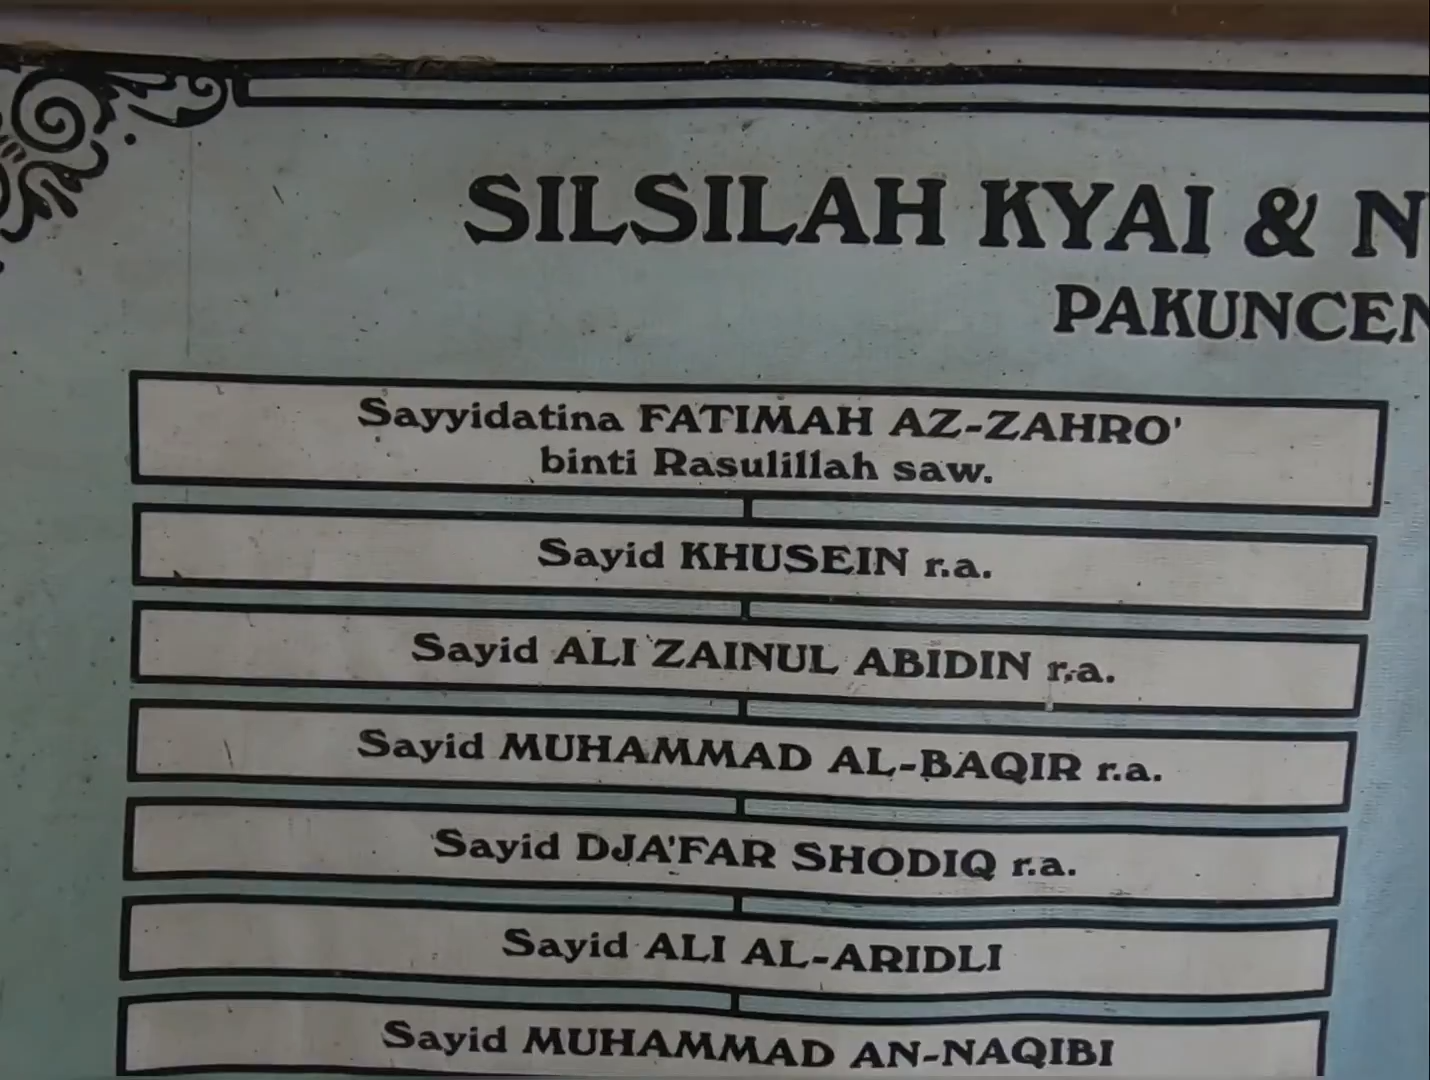 SILSILAH KYAI & N
PAKUNCEN
Sayyidatina FATIMAH AZ-ZAHRO'
binti Rasulillah saw.
Sayid KHUSEIN r.a.
Sayid ALI ZAINUL ABIDIN r.a.
Sayid MUHAMMAD AL-BAQIR r.a.
Sayid DJA'FAR SHODIQ r.a.
Sayid ALI AL-ARIDLI
Sayid MUHAMMAD AN-NAQIBI